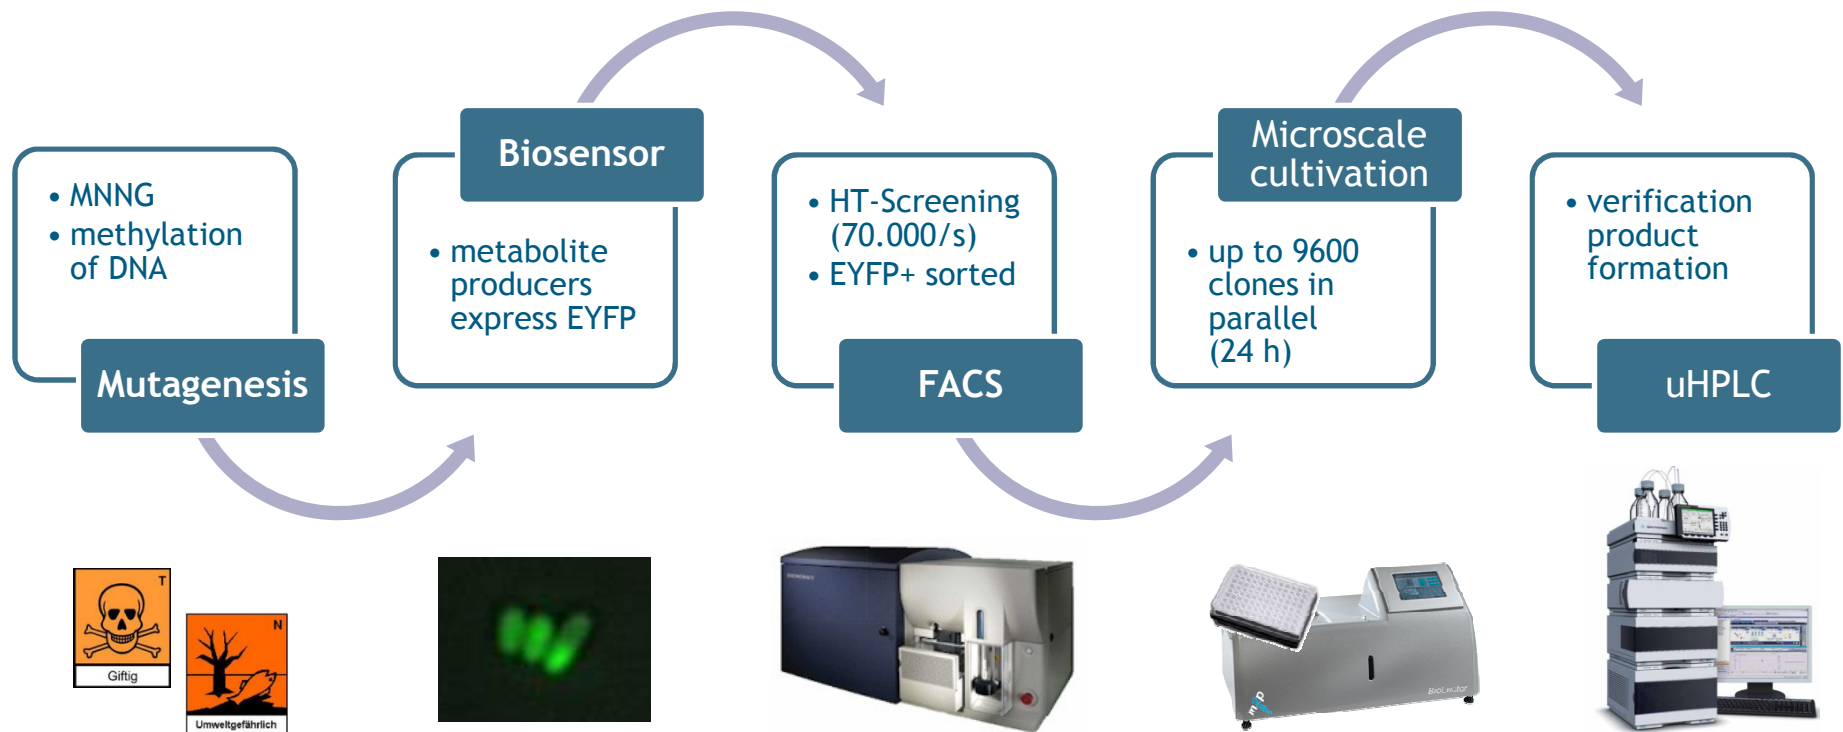 • MNNG
• methylation
of DNA
Mutagenesis
Biosensor
• metabolite
producers
express EYFP
• HT-Screening
(70.000/s)
• EYFP+ sorted
FACS
Microscale
cultivation
• up to 9600
clones in
parallel
(24 h)
• verification
product
formation
uHPLC
T
Giftig
N
Umweltgefährlich